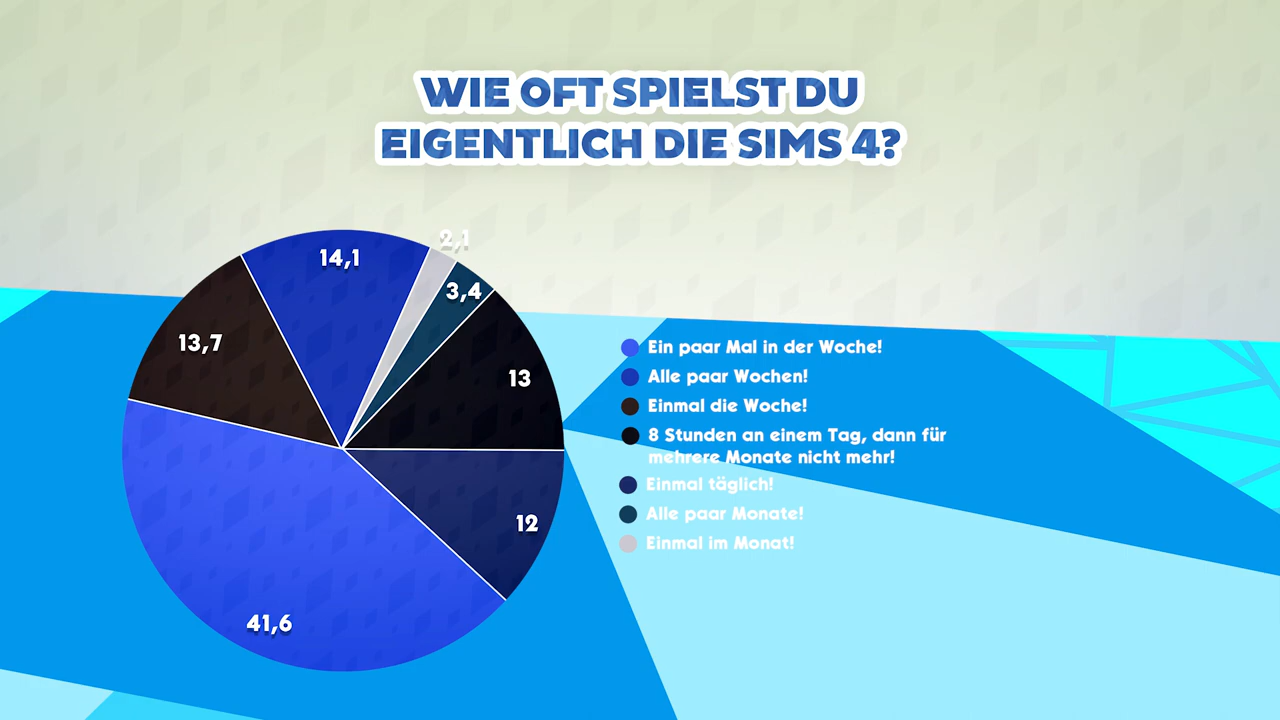 WIE OFT SPIELST DU
EIGENTLICH DIE SIMS 4?
2,1
14,1
3,4
13,7
13
12
41,6
Ein paar Mal in der Woche!
Alle paar Wochen!
Einmal die Woche!
8 Stunden an einem Tag, dann für
mehrere Monate nicht mehr!
Einmal täglich!
Alle paar Monate!
Einmal im Monat!